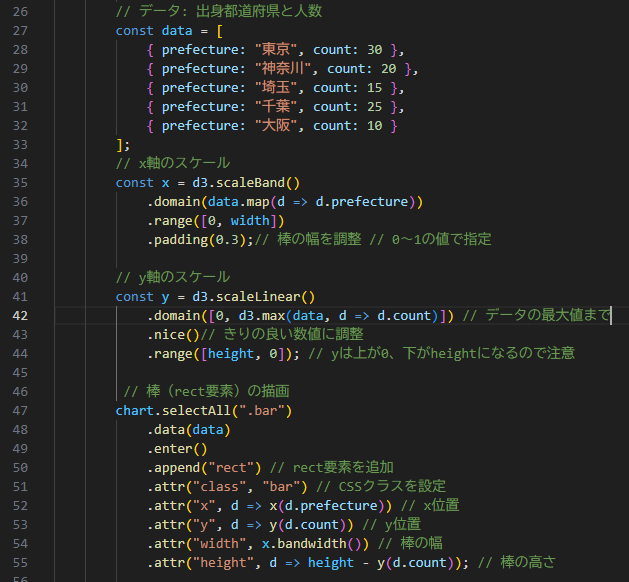 26 // データ: 出身都道府県と人数
27 const data = [
28 { prefecture: "東京", count: 30 },
29 { prefecture: "神奈川", count: 20 },
30 { prefecture: "埼玉", count: 15 },
31 { prefecture: "千葉", count: 25 },
32 { prefecture: "大阪", count: 10 }
33 ];
34 // x軸のスケール
35 const x = d3.scaleBand()
36 .domain(data.map(d => d.prefecture))
37 .range([0, width])
38 .padding(0.3);// 棒の幅を調整 // 0～1の値で指定
39
40 // y軸のスケール
41 const y = d3.scaleLinear()
42 .domain([0, d3.max(data, d => d.count)]) // データの最大値まで
43 .nice()// きりの良い数値に調整
44 .range([height, 0]); // yは上が0、下がheightになるので注意
45
46 // 棒（rect要素）の描画
47 chart.selectAll(".bar")
48 .data(data)
49 .enter()
50 .append("rect") // rect要素を追加
51 .attr("class", "bar") // CSSクラスを設定
52 .attr("x", d => x(d.prefecture)) // x位置
53 .attr("y", d => y(d.count)) // y位置
54 .attr("width", x.bandwidth()) // 棒の幅
55 .attr("height", d => height - y(d.count)); // 棒の高さ
56